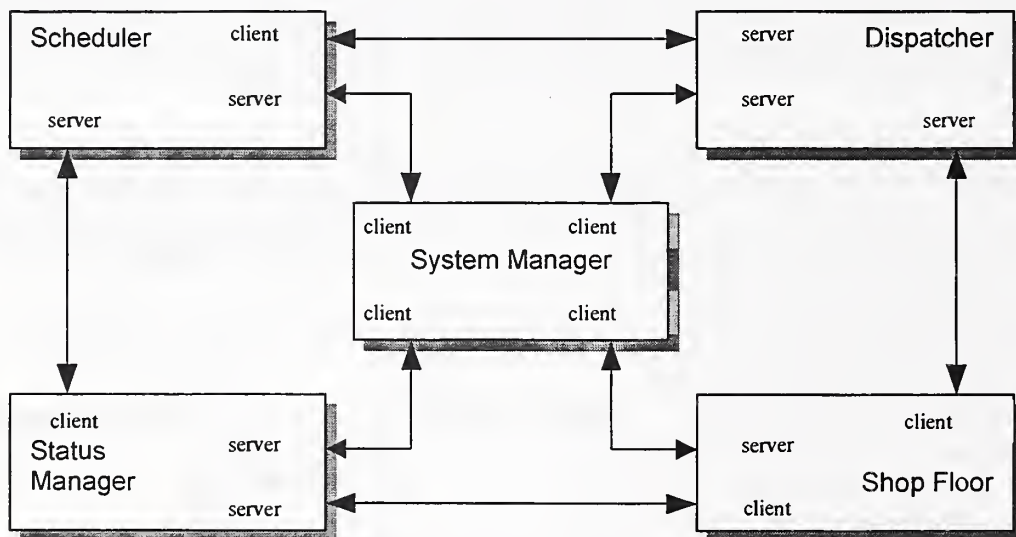 Scheduler client
server
server
server Dispatcher
server
server
client client
System Manager
client client
client
Status
Manager
server
server
client
server
Shop Floor
client